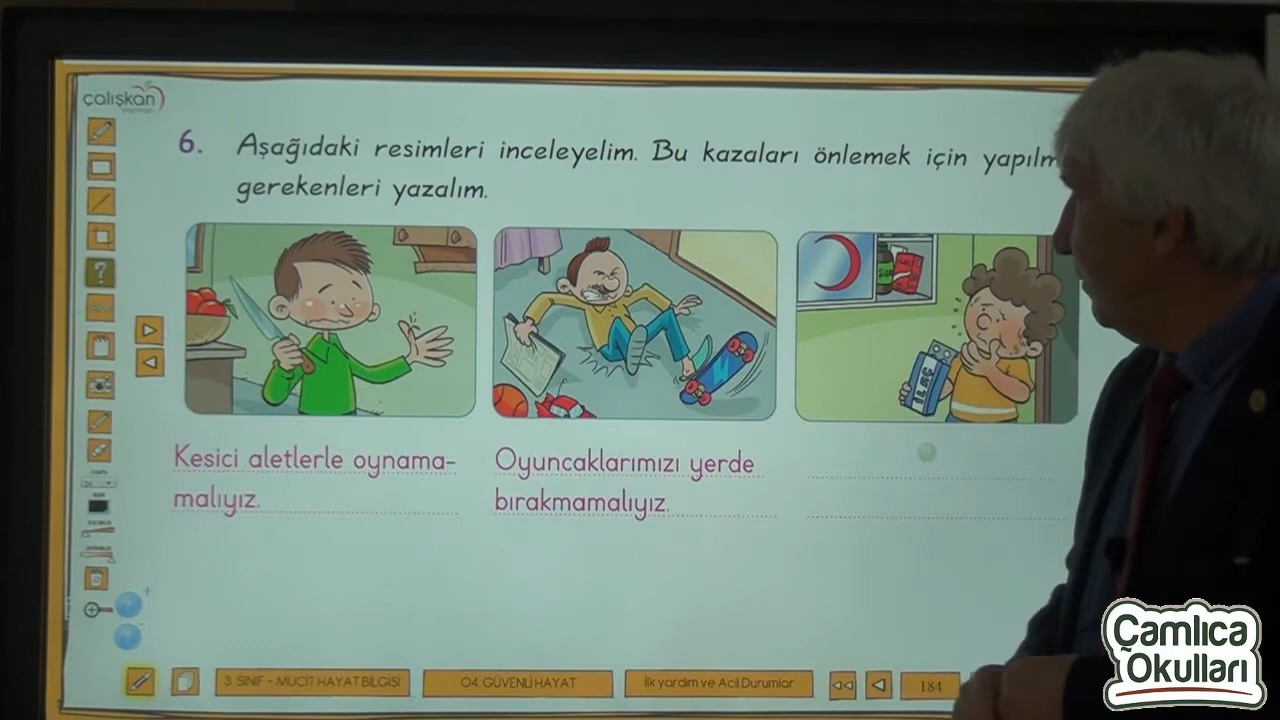 çalışkan
6. Aşağıdaki resimleri inceleyelim. Bu kazaları önlemek için yapılm
gerekenleri yazalım.
İLAÇ
Kesici aletlerle oynama-
malıyız.
Oyuncaklarımızı yerde
bırakmamalıyız.
3. SINIF - MUCİT HAYAT BİLGİSİ
04. GÜVENLİ HAYAT
İlk yardım ve Acil Durumlar
184
Çamlıca
Okulları